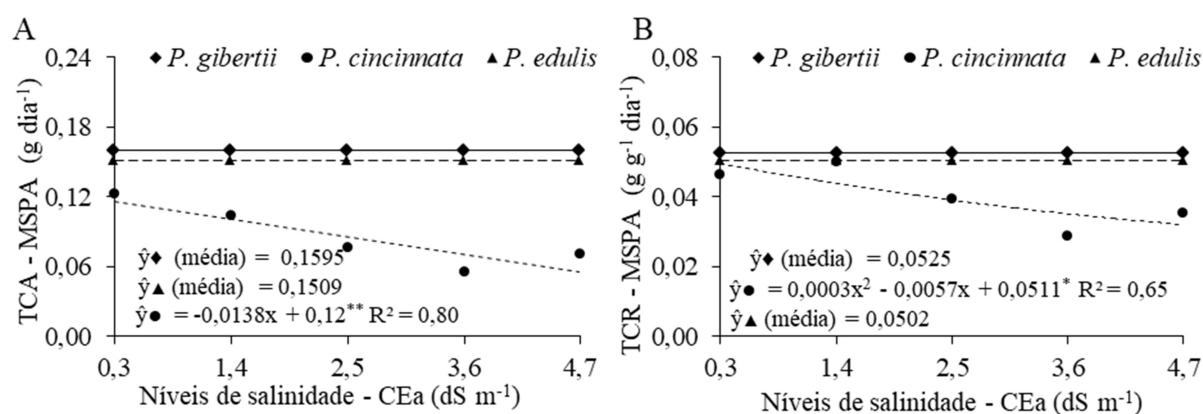 A
◆ P. gibertii ● P. cincinnata ▲ P. edulis
TCA - MSPA (g dia⁻¹)
0,24
0,18
0,12
0,06
0,00
ŷ◆ (média) = 0,1595
ŷ▲ (média) = 0,1509
ŷ● = -0,0138x + 0,12** R² = 0,80
0,3 1,4 2,5 3,6 4,7
Níveis de salinidade - CEa (dS m⁻¹)
B
◆ P. gibertii ● P. cincinnata ▲ P. edulis
TCR - MSPA (g g⁻¹ dia⁻¹)
0,08
0,06
0,04
0,02
0,00
ŷ◆ (média) = 0,0525
ŷ● = 0,0003x² - 0,0057x + 0,0511* R² = 0,65
ŷ▲ (média) = 0,0502
0,3 1,4 2,5 3,6 4,7
Níveis de salinidade - CEa (dS m⁻¹)